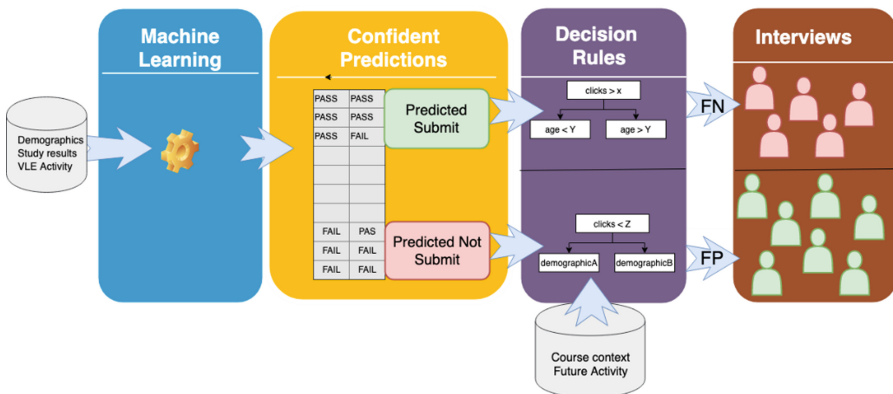 Machine
Learning
Confident
Predictions
Decision
Rules
Interviews
Demographics
Study results
VLE Activity
PASS PASS
PASS PASS
PASS FAIL
FAIL PAS
FAIL FAIL
FAIL FAIL
Predicted
Submit
Predicted Not
Submit
clicks > x
age < Y age > Y
clicks < Z
demographicA demographicB
FN
FP
Course context
Future Activity